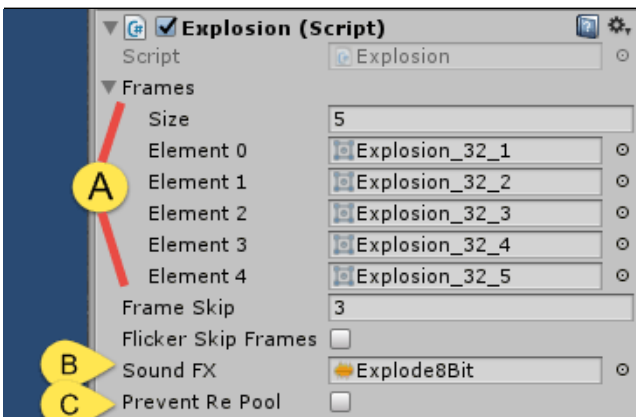 Explosion (Script)
Script Explosion
Frames
Size 5
Element 0 Explosion_32_1
A Element 1 Explosion_32_2
Element 2 Explosion_32_3
Element 3 Explosion_32_4
Element 4 Explosion_32_5
Frame Skip 3
Flicker Skip Frames
B Sound FX Explode8Bit
C Prevent Re Pool